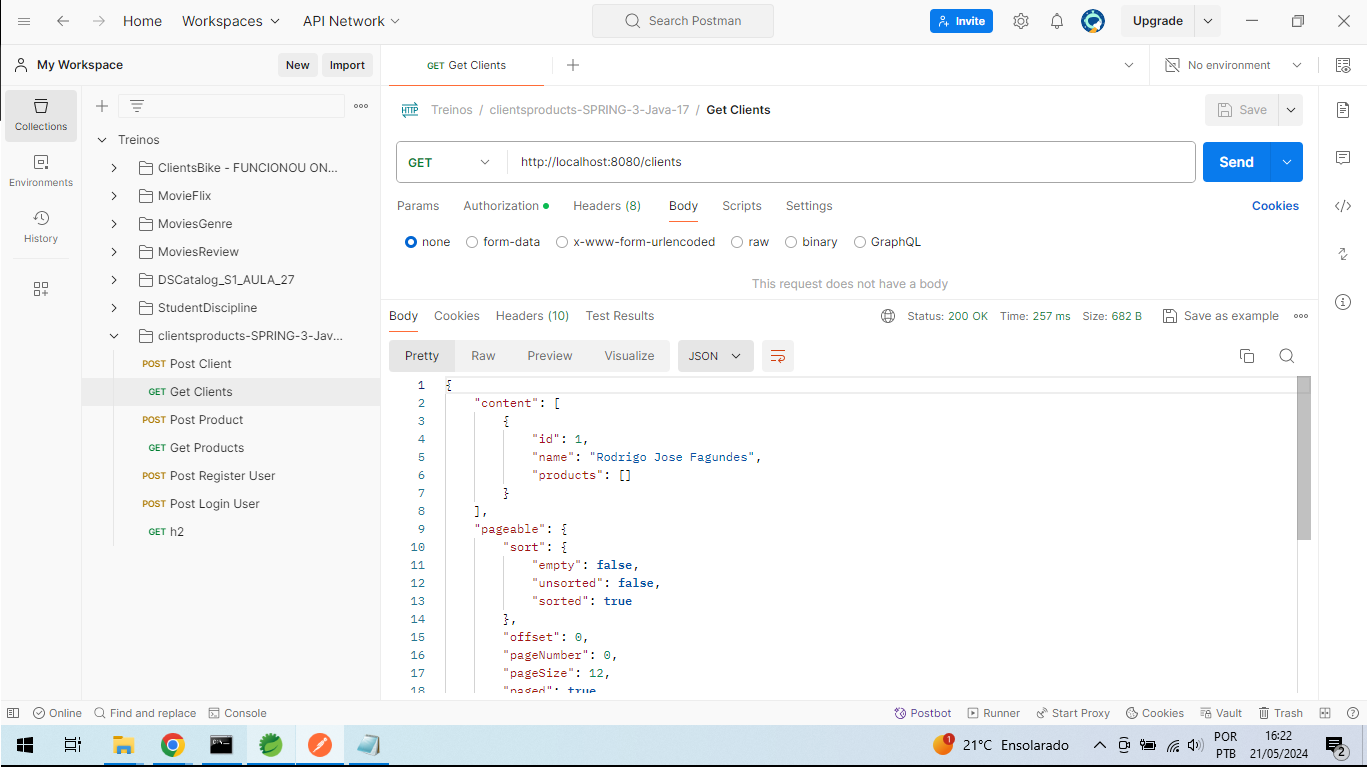 Home Workspaces API Network Search Postman Invite Upgrade
My Workspace New Import GET Get Clients No environment
Collections
Environments
History
Treinos
ClientsBike - FUNCIONOU ON...
MovieFlix
MoviesGenre
MoviesReview
DSCatalog_S1_AULA_27
StudentDiscipline
clientsproducts-SPRING-3-Jav...
POST Post Client
GET Get Clients
POST Post Product
GET Get Products
POST Post Register User
POST Post Login User
GET h2
HTTP Treinos / clientsproducts-SPRING-3-Java-17 / Get Clients Save
GET http://localhost:8080/clients Send
Params Authorization Headers (8) Body Scripts Settings Cookies
none form-data x-www-form-urlencoded raw binary GraphQL
This request does not have a body
Body Cookies Headers (10) Test Results Status: 200 OK Time: 257 ms Size: 682 B Save as example
Pretty Raw Preview Visualize JSON
1 {
2 "content": [
3 {
4 "id": 1,
5 "name": "Rodrigo Jose Fagundes",
6 "products": []
7 }
8 ],
9 "pageable": {
10 "sort": {
11 "empty": false,
12 "unsorted": false,
13 "sorted": true
14 },
15 "offset": 0,
16 "pageNumber": 0,
17 "pageSize": 12,
18 "paged": true
Online Find and replace Console Postbot Runner Start Proxy Cookies Vault Trash
1 21°C Ensolarado POR 16:22
PTB 21/05/2024 2